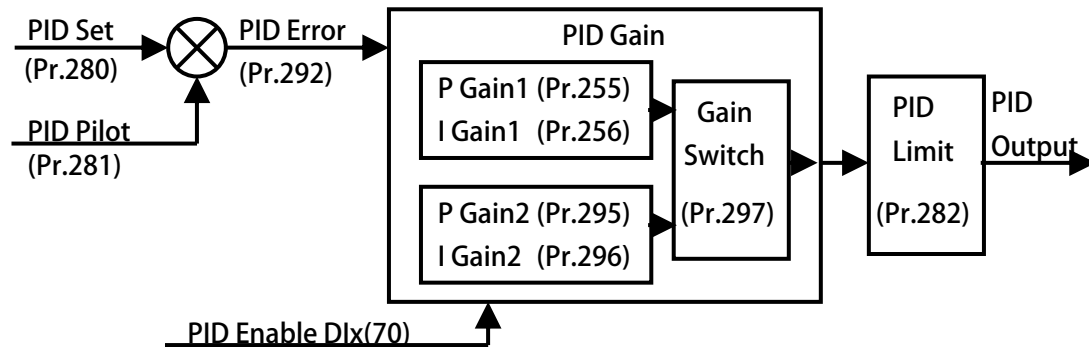 PID Set
(Pr.280)
PID Pilot
(Pr.281)
PID Error
(Pr.292)
PID Gain
P Gain1 (Pr.255)
I Gain1 (Pr.256)
P Gain2 (Pr.295)
I Gain2 (Pr.296)
Gain
Switch
(Pr.297)
PID
Limit
(Pr.282)
PID
Output
PID Enable DIx(70)